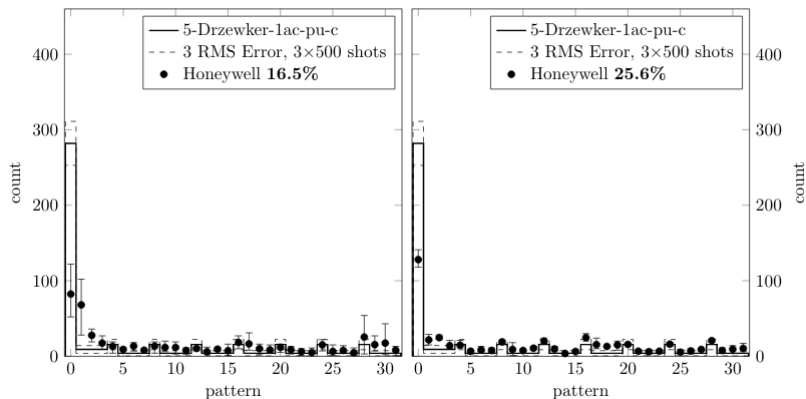 5-Drzewker-1ac-pu-c
3 RMS Error, 3×500 shots
Honeywell 16.5%
400
300
200
100
0
count
0 5 10 15 20 25 30
pattern
5-Drzewker-1ac-pu-c
3 RMS Error, 3×500 shots
Honeywell 25.6%
400
300
200
100
0
count
count
0 5 10 15 20 25 30
pattern